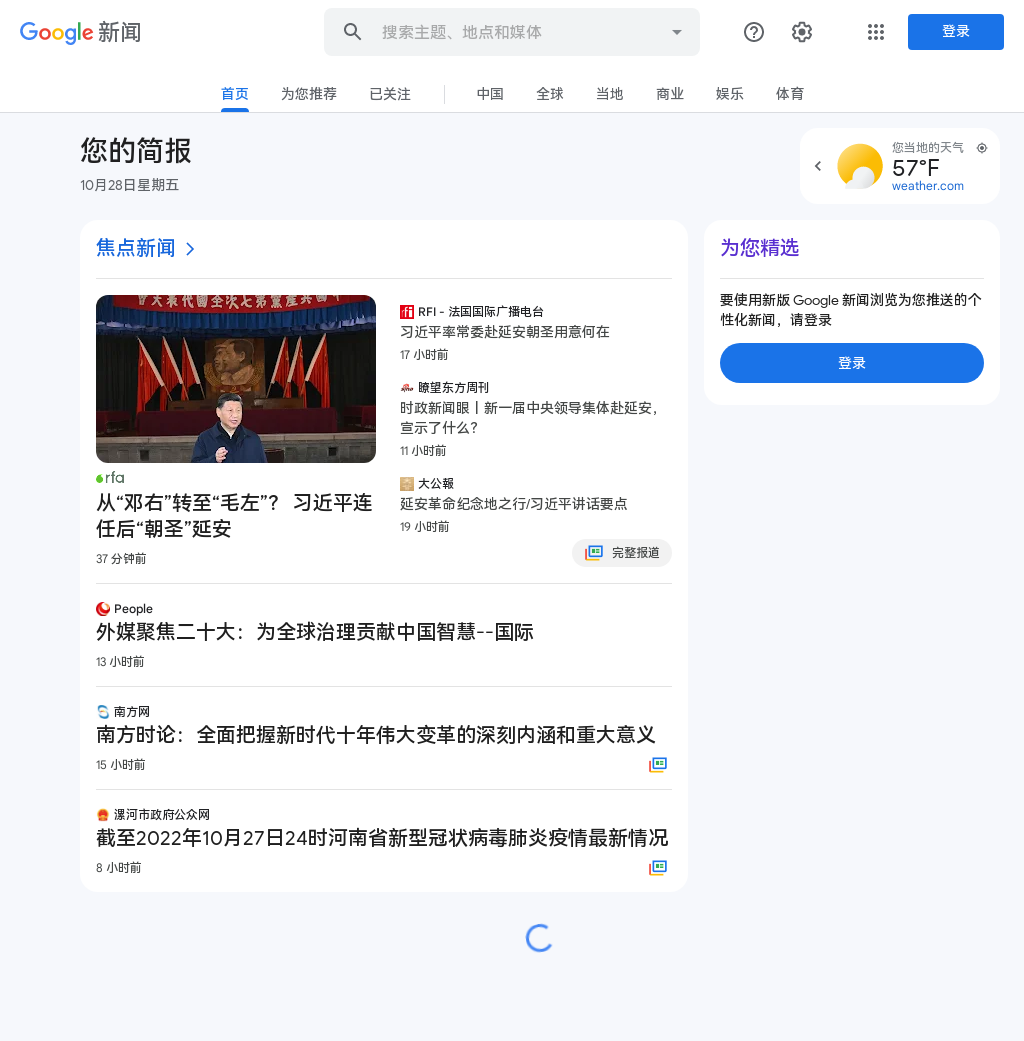 Google 新闻
搜索主题、地点和媒体
登录
首页
为您推荐
已关注
中国
全球
当地
商业
娱乐
体育
您的简报
10月28日星期五
您当地的天气
57°F
weather.com
焦点新闻
rfa
从“邓右”转至“毛左”？ 习近平连
任后“朝圣”延安
37 分钟前
RFI - 法国国际广播电台
习近平率常委赴延安朝圣用意何在
17 小时前
瞭望东方周刊
时政新闻眼丨新一届中央领导集体赴延安，
宣示了什么？
11 小时前
大公報
延安革命纪念地之行/习近平讲话要点
19 小时前
完整报道
People
外媒聚焦二十大：为全球治理贡献中国智慧--国际
13 小时前
南方网
南方时论：全面把握新时代十年伟大变革的深刻内涵和重大意义
15 小时前
漯河市政府公众网
截至2022年10月27日24时河南省新型冠状病毒肺炎疫情最新情况
8 小时前
为您精选
要使用新版 Google 新闻浏览为您推送的个
性化新闻，请登录
登录